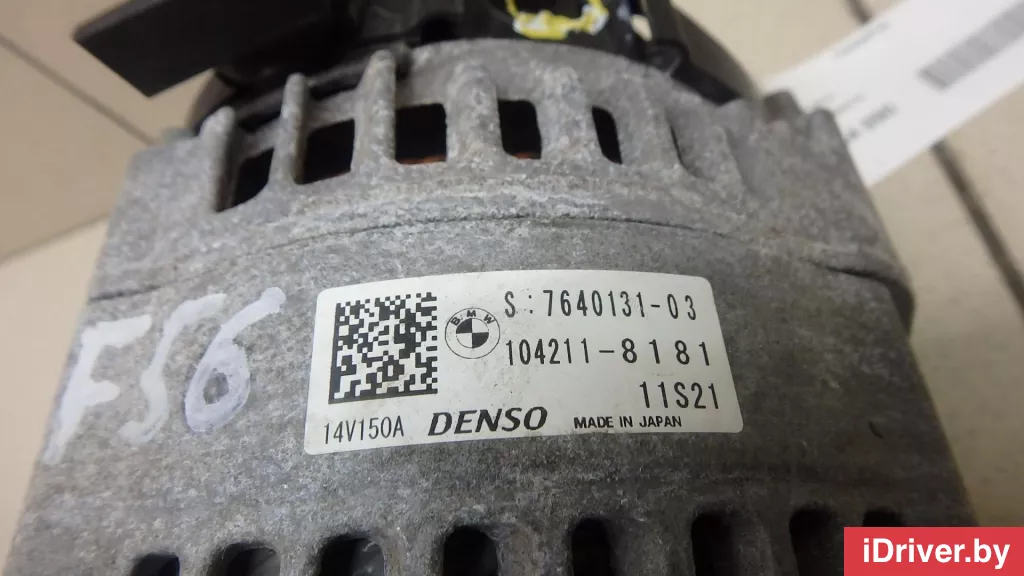 F56
BMW
S:7640131-03
104211-8181
11S21
14V150A DENSO MADE IN JAPAN
iDriver.by